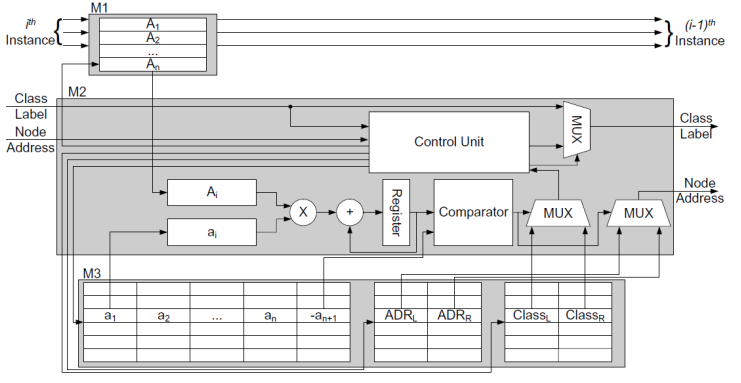 M1
ith
Instance
A1
A2
...
An
(i-1)th
Instance
M2
Class
Label
Node
Address
Control Unit
MUX
Class
Label
Ai
ai
X
+
Register
Comparator
MUX
MUX
Node
Address
M3
a1 a2 ... an -an+1 ADRL ADRR ClassL ClassR